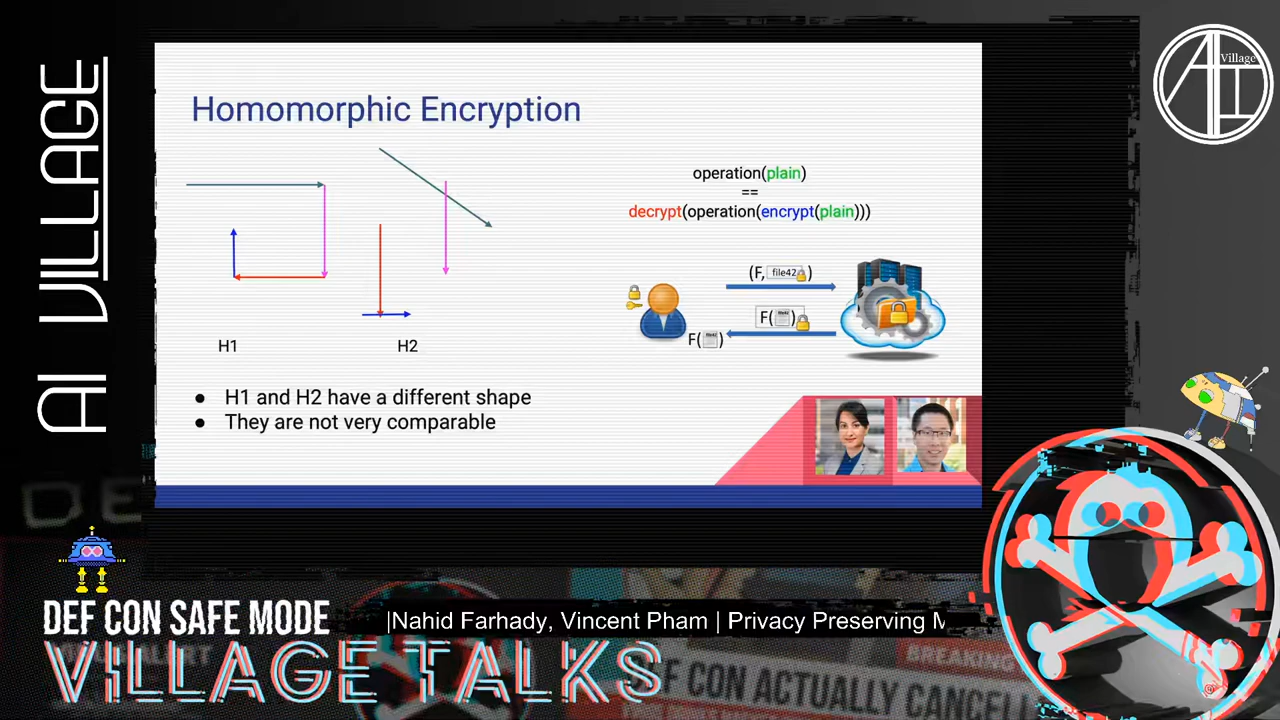 AI VILLAGE
Village
Homomorphic Encryption
operation(plain)
==
decrypt(operation(encrypt(plain)))
(F, file42)
F( )
F( )
H1
H2
● H1 and H2 have a different shape
● They are not very comparable
DE
DEF CON SAFE MODE
|Nahid Farhady, Vincent Pham | Privacy Preserving M
VILLAGE TALKS
BREAKING
DEF CON ACTUALLY CANCELL